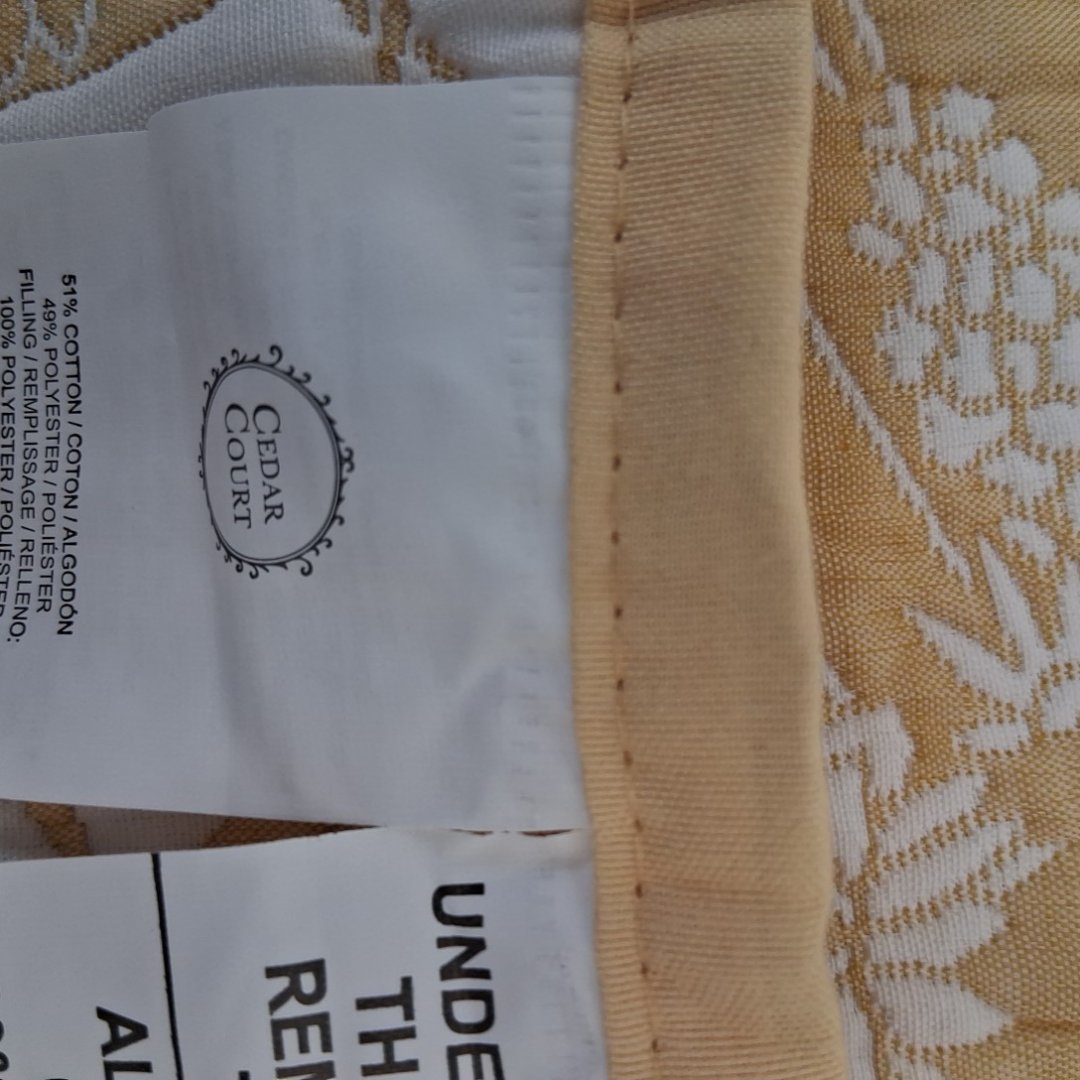 CEDAR
COURT
51% COTTON / COTON / ALGODÓN
49% POLYESTER / POLIÉSTER
FILLING / REMPLISSAGE / RELLENO:
100% POLYESTER / POLIÉSTER
UNDE
TH
REM
AL